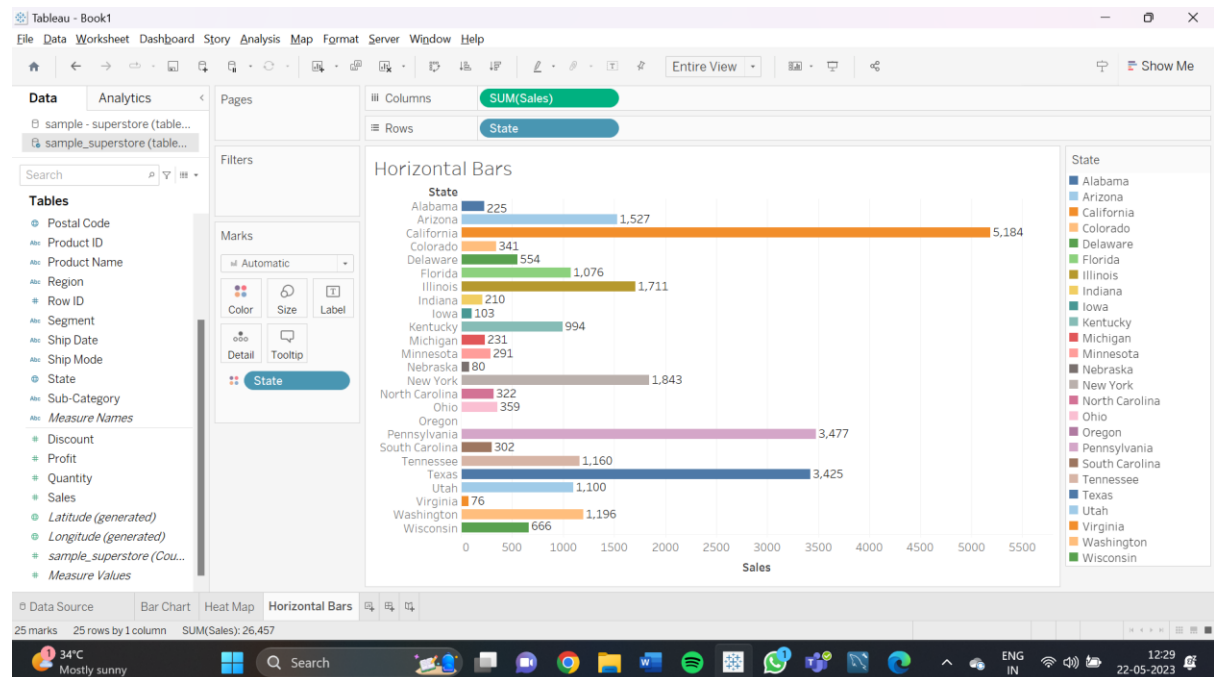 Tableau - Book1
File Data Worksheet Dashboard Story Analysis Map Format Server Window Help
Entire View
Show Me
Data Analytics
sample - superstore (table...
sample_superstore (table...
Search
Tables
Postal Code
Abc Product ID
Abc Product Name
Abc Region
# Row ID
Abc Segment
Abc Ship Date
Abc Ship Mode
State
Abc Sub-Category
Abc Measure Names
# Discount
# Profit
# Quantity
# Sales
Latitude (generated)
Longitude (generated)
# sample_superstore (Cou...
# Measure Values
Pages
Filters
Marks
Automatic
Color Size Label
Detail Tooltip
State
Columns SUM(Sales)
Rows State
Horizontal Bars
State
Alabama 225
Arizona 1,527
California 5,184
Colorado 341
Delaware 554
Florida 1,076
Illinois 1,711
Indiana 210
Iowa 103
Kentucky 994
Michigan 231
Minnesota 291
Nebraska 80
New York 1,843
North Carolina 322
Ohio 359
Oregon
Pennsylvania 3,477
South Carolina 302
Tennessee 1,160
Texas 3,425
Utah 1,100
Virginia 76
Washington 1,196
Wisconsin 666
0 500 1000 1500 2000 2500 3000 3500 4000 4500 5000 5500
Sales
State
Alabama
Arizona
California
Colorado
Delaware
Florida
Illinois
Indiana
Iowa
Kentucky
Michigan
Minnesota
Nebraska
New York
North Carolina
Ohio
Oregon
Pennsylvania
South Carolina
Tennessee
Texas
Utah
Virginia
Washington
Wisconsin
Data Source Bar Chart Heat Map Horizontal Bars
25 marks 25 rows by 1 column SUM(Sales): 26,457
1 34°C
Mostly sunny
Search
ENG
IN
12:29
22-05-2023